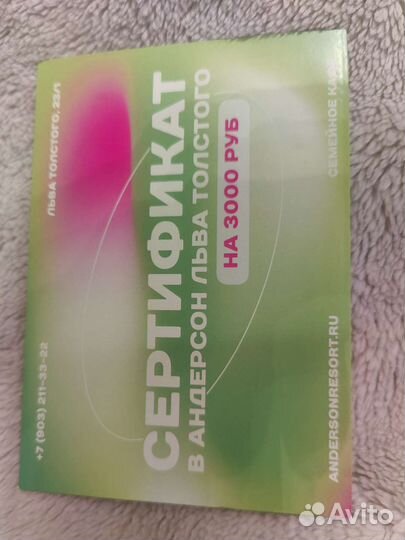 ЛЬВА ТОЛСТОГО, 23/1
+7 (903) 211-33-22
СЕРТИФИКАТ
В АНДЕРСОН ЛЬВА ТОЛСТОГО
НА 3000 РУБ
СЕМЕЙНОЕ КАФЕ
ANDERSONRESORT.RU
Avito